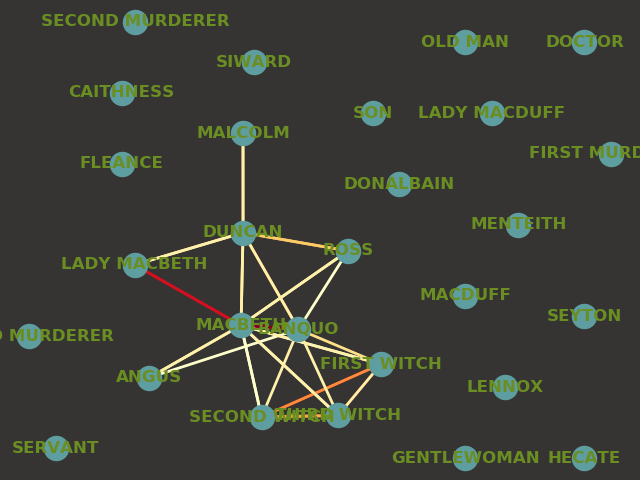 SECOND MURDERER
OLD MAN
DOCTOR
SIWARD
CAITHNESS
SON
LADY MACDUFF
MALCOLM
FIRST MURD
FLEANCE
DONALBAIN
MENTEITH
DUNCAN
ROSS
LADY MACBETH
MACDUFF
SEYTON
MACBETH
BANQUO
D MURDERER
FIRST WITCH
ANGUS
LENNOX
SECOND WITCH
THIRD WITCH
SERVANT
GENTLEWOMAN
HECATE